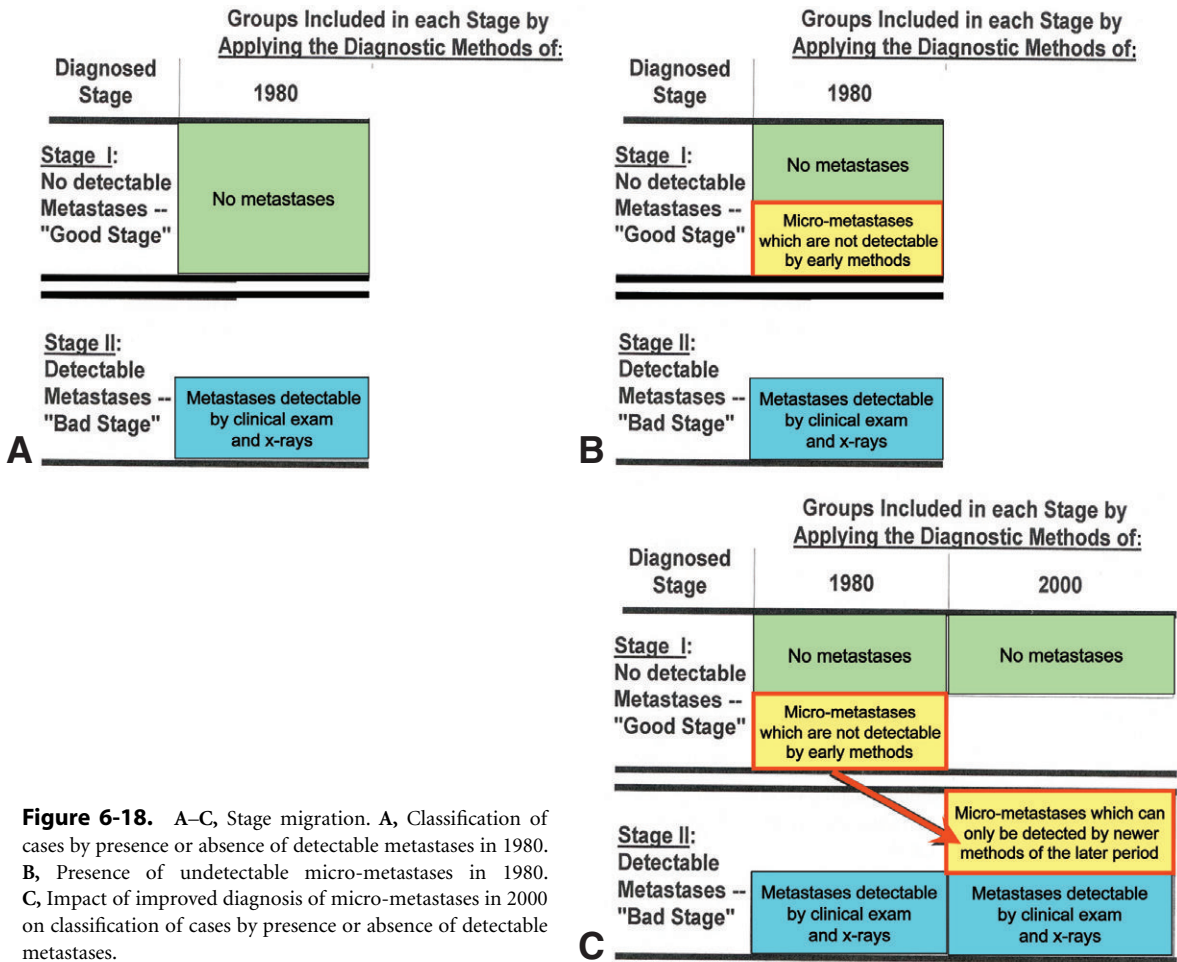 Groups Included in each Stage by
Applying the Diagnostic Methods of:
Diagnosed
Stage
1980
Stage I:
No detectable
Metastases --
"Good Stage"
No metastases
Stage II:
Detectable
Metastases --
"Bad Stage"
Metastases detectable
by clinical exam
and x-rays
A
Groups Included in each Stage by
Applying the Diagnostic Methods of:
Diagnosed
Stage
1980
Stage I:
No detectable
Metastases --
"Good Stage"
No metastases
Micro-metastases
which are not detectable
by early methods
Stage II:
Detectable
Metastases --
"Bad Stage"
Metastases detectable
by clinical exam
and x-rays
B
Groups Included in each Stage by
Applying the Diagnostic Methods of:
Diagnosed
Stage
1980
2000
Stage I:
No detectable
Metastases --
"Good Stage"
No metastases
No metastases
Micro-metastases
which are not detectable
by early methods
Stage II:
Detectable
Metastases --
"Bad Stage"
Micro-metastases which can
only be detected by newer
methods of the later period
Metastases detectable
by clinical exam
and x-rays
Metastases detectable
by clinical exam
and x-rays
C
Figure 6-18. A–C, Stage migration. A, Classification of
cases by presence or absence of detectable metastases in 1980.
B, Presence of undetectable micro-metastases in 1980.
C, Impact of improved diagnosis of micro-metastases in 2000
on classification of cases by presence or absence of detectable
metastases.